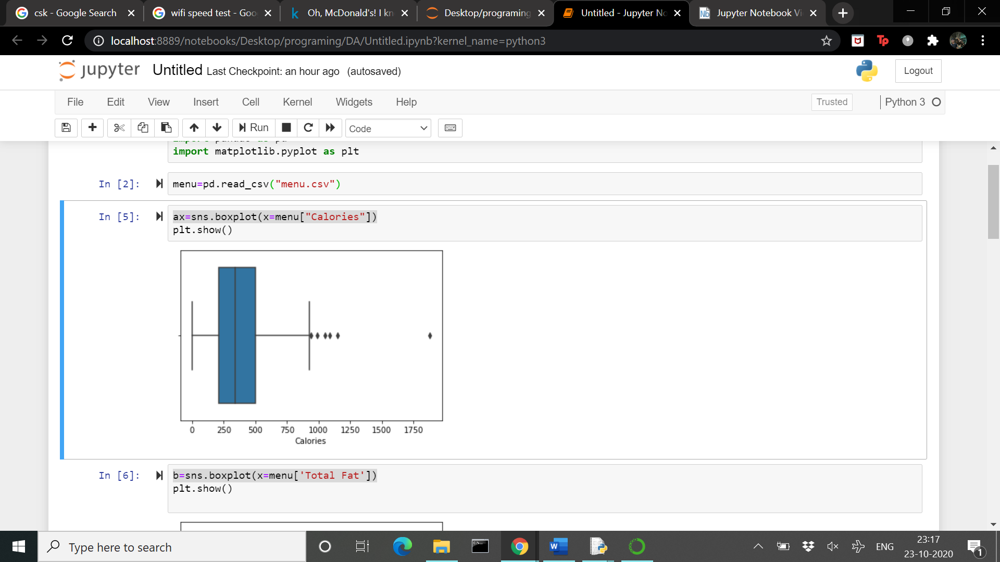 csk - Google Search
wifi speed test - Goo
Oh, McDonald's! I kn
Desktop/programing
Untitled - Jupyter No
Jupyter Notebook Vi
localhost:8889/notebooks/Desktop/programing/DA/Untitled.ipynb?kernel_name=python3
jupyter Untitled Last Checkpoint: an hour ago (autosaved)
Logout
File Edit View Insert Cell Kernel Widgets Help
Trusted
Python 3
Run
Code
import matplotlib.pyplot as plt
In [2]: menu=pd.read_csv("menu.csv")
In [5]: ax=sns.boxplot(x=menu["Calories"])
plt.show()
0 250 500 750 1000 1250 1500 1750
Calories
In [6]: b=sns.boxplot(x=menu['Total Fat'])
plt.show()
Type here to search
ENG
23:17
23-10-2020
1